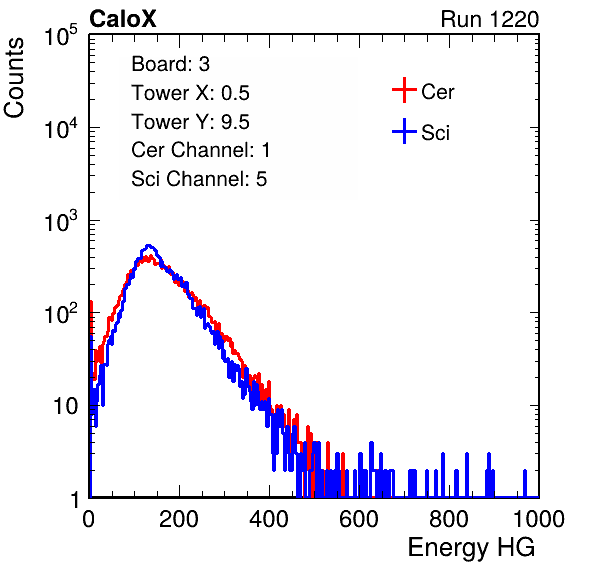 CaloX Run 1220
Counts
10^5
10^4
10^3
10^2
10
1
Board: 3
Tower X: 0.5
Tower Y: 9.5
Cer Channel: 1
Sci Channel: 5
Cer
Sci
0 200 400 600 800 1000
Energy HG